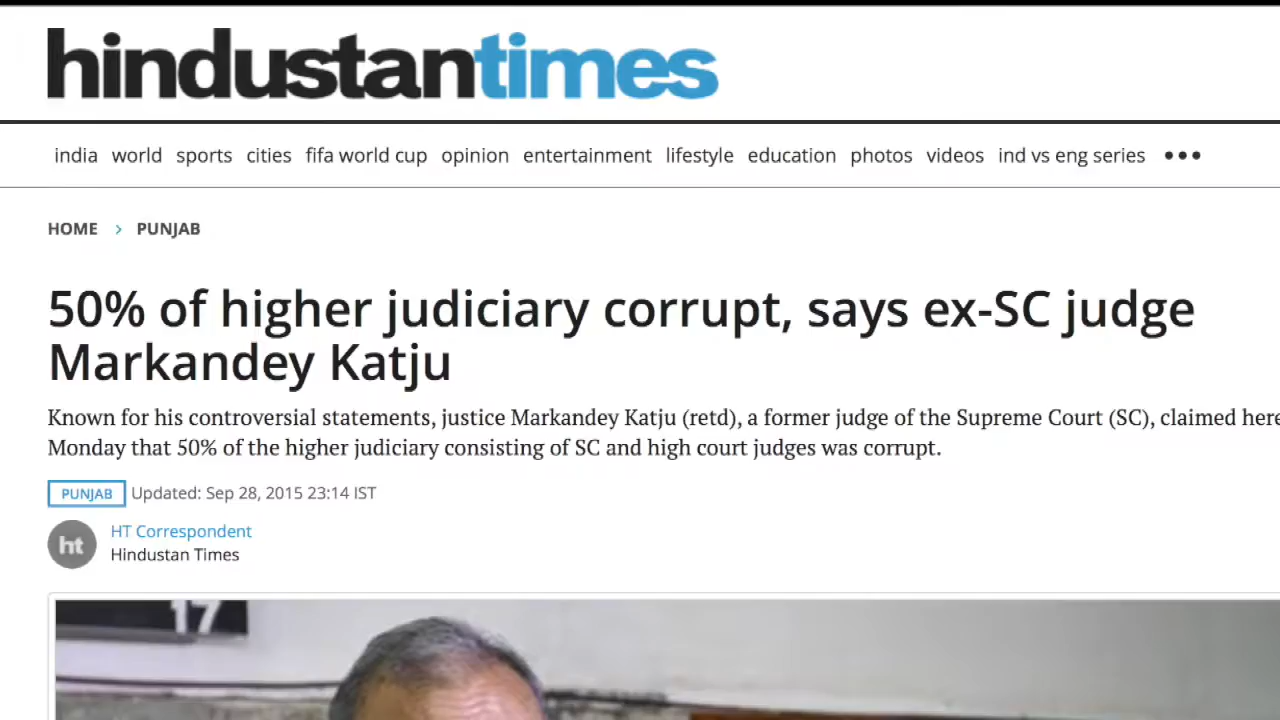 hindustantimes
india world sports cities fifa world cup opinion entertainment lifestyle education photos videos ind vs eng series •••
HOME > PUNJAB
50% of higher judiciary corrupt, says ex-SC judge
Markandey Katju
Known for his controversial statements, justice Markandey Katju (retd), a former judge of the Supreme Court (SC), claimed here
Monday that 50% of the higher judiciary consisting of SC and high court judges was corrupt.
PUNJAB Updated: Sep 28, 2015 23:14 IST
ht HT Correspondent
Hindustan Times
17